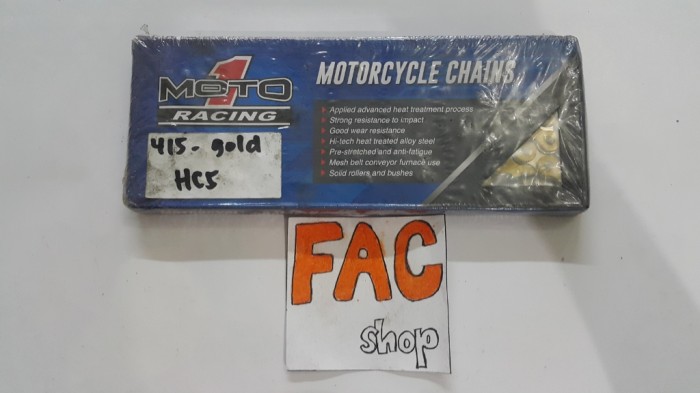 MOTO 1
RACING
415 - gold
HC5
MOTORCYCLE CHAINS
Applied advanced heat treatment process
Strong resistance to impact
Good wear resistance
Hi-tech heat treated alloy steel
Pre-stretched and anti-fatigue
Mesh belt conveyor furnace use
Solid rollers and bushes
FAC
shop